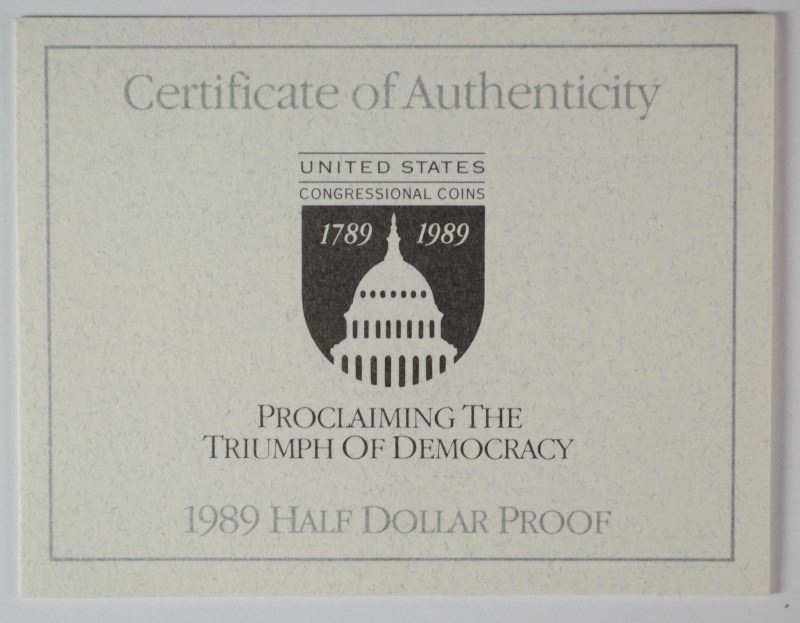 Certificate of Authenticity
UNITED STATES
CONGRESSIONAL COINS
1789 1989
PROCLAIMING THE
TRIUMPH OF DEMOCRACY
1989 HALF DOLLAR PROOF